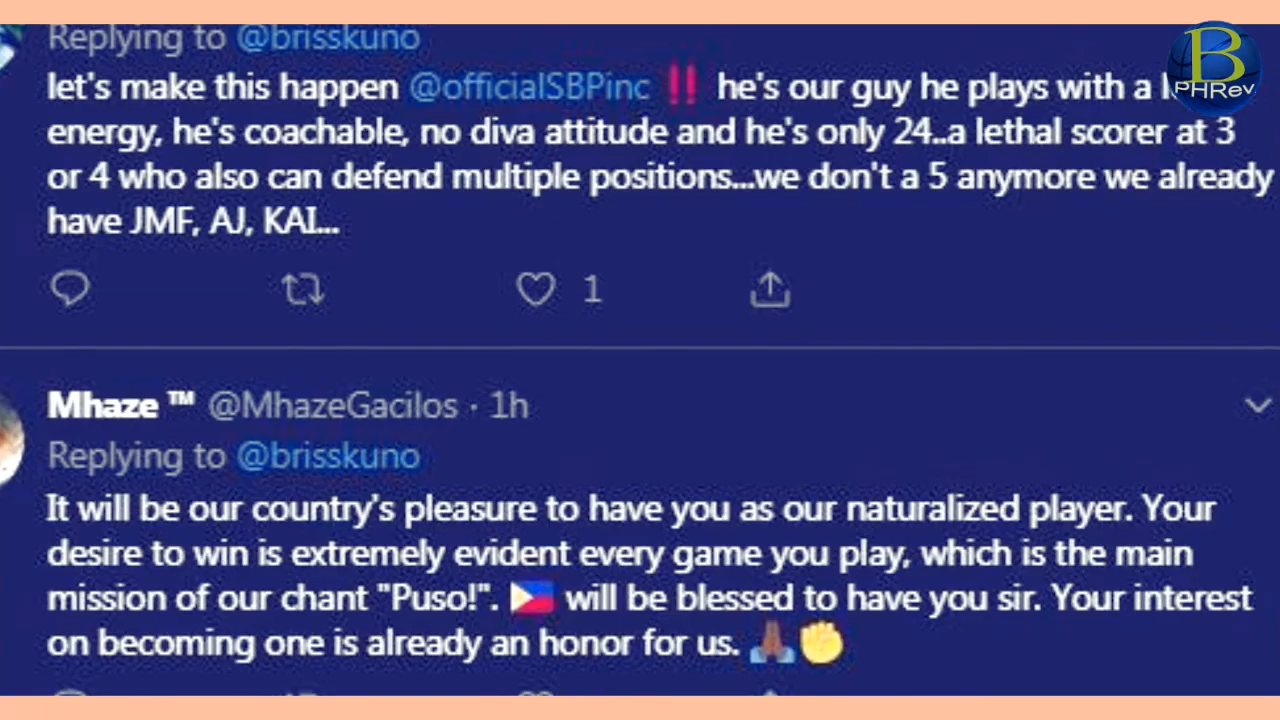 Replying to @brisskuno
let's make this happen @officialSBPinc ‼ he's our guy he plays with a
energy, he's coachable, no diva attitude and he's only 24..a lethal scorer at 3
or 4 who also can defend multiple positions...we don't a 5 anymore we already
have JMF, AJ, KAI...
1
Mhaze ™ @MhazeGacilos · 1h
Replying to @brisskuno
It will be our country's pleasure to have you as our naturalized player. Your
desire to win is extremely evident every game you play, which is the main
mission of our chant "Puso!". 🇵🇭 will be blessed to have you sir. Your interest
on becoming one is already an honor for us. 🙏🏾✊
B
PHRev